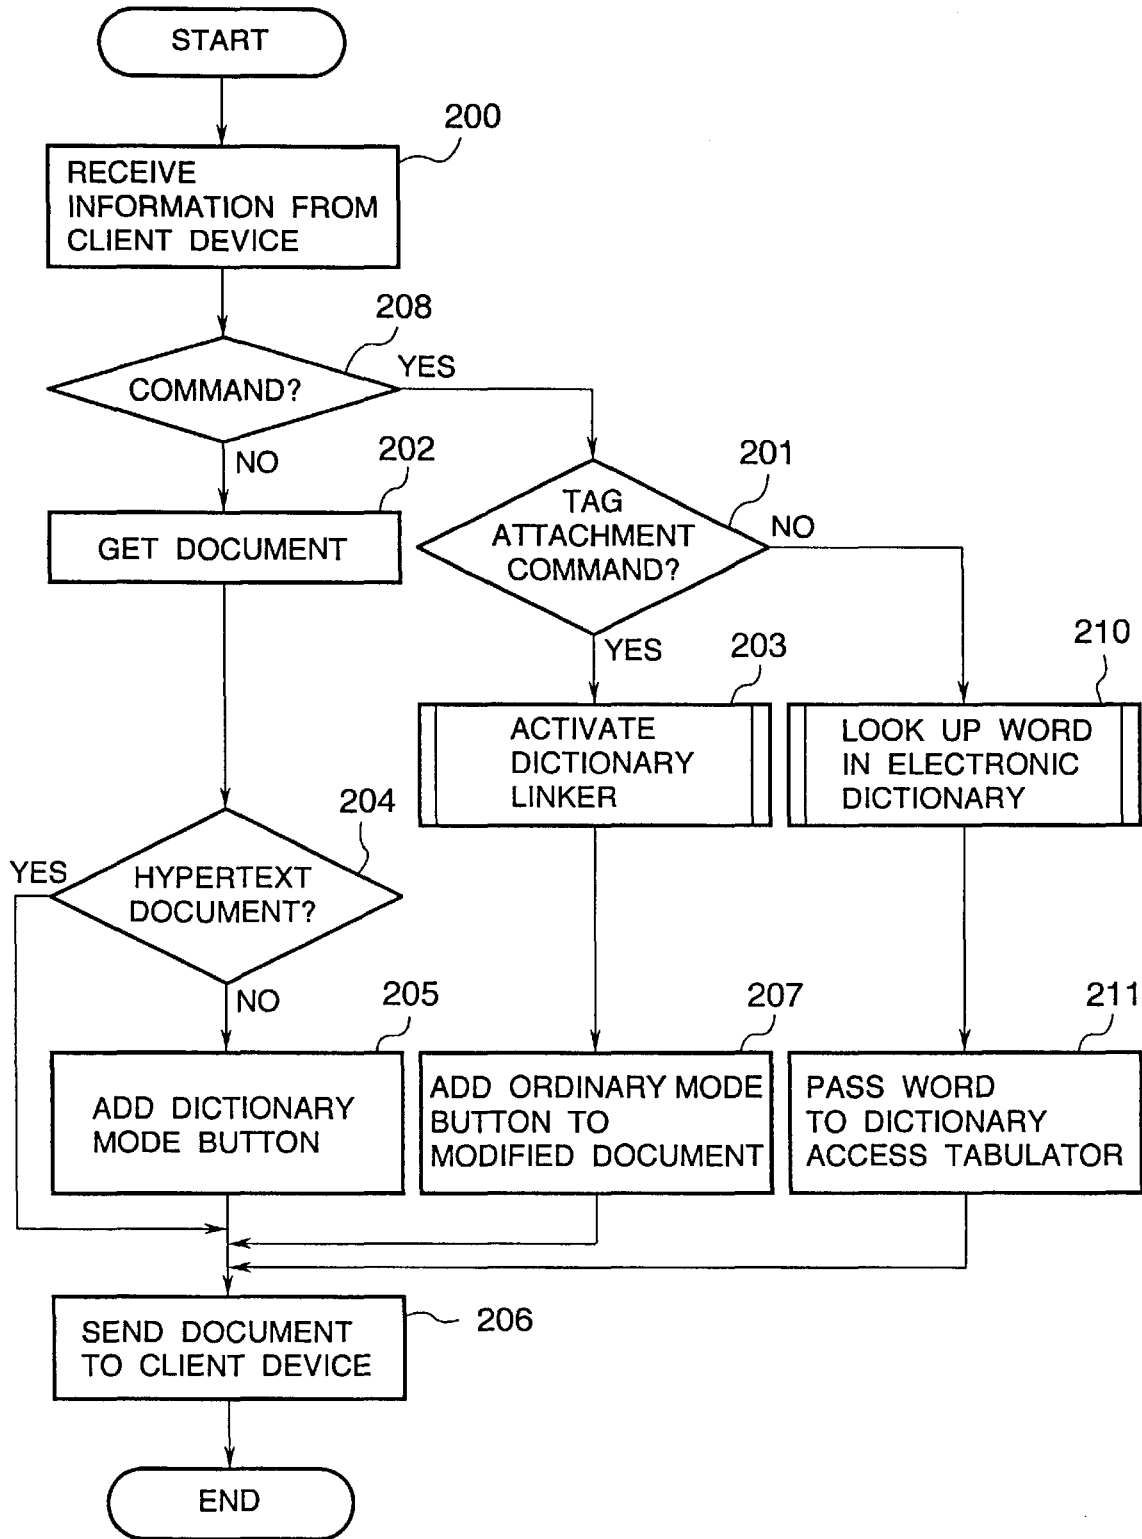 START
200
RECEIVE
INFORMATION FROM
CLIENT DEVICE
208
COMMAND?
YES
NO
202
GET DOCUMENT
201
TAG
ATTACHMENT
COMMAND?
NO
YES
203
ACTIVATE
DICTIONARY
LINKER
210
LOOK UP WORD
IN ELECTRONIC
DICTIONARY
204
HYPERTEXT
DOCUMENT?
YES
NO
205
ADD DICTIONARY
MODE BUTTON
207
ADD ORDINARY MODE
BUTTON TO
MODIFIED DOCUMENT
211
PASS WORD
TO DICTIONARY
ACCESS TABULATOR
206
SEND DOCUMENT
TO CLIENT DEVICE
END